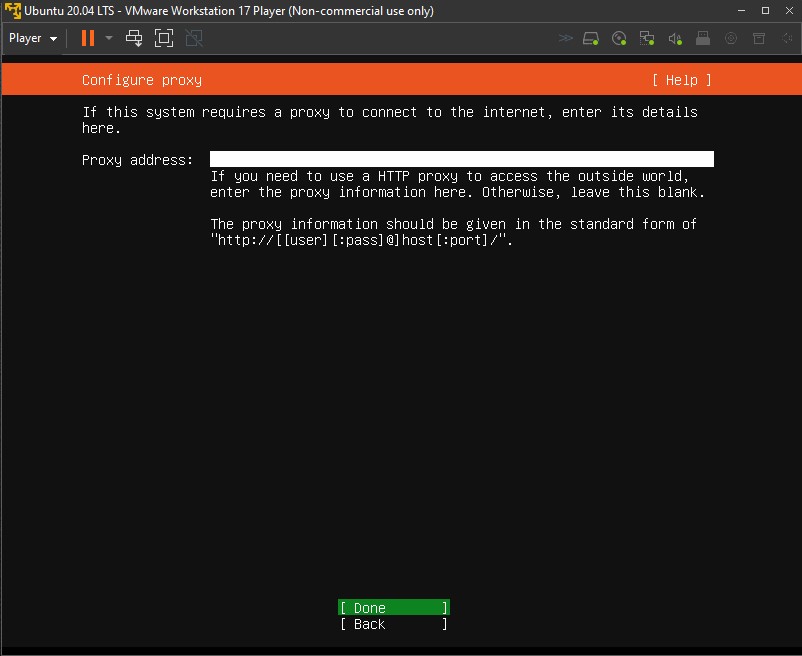 Ubuntu 20.04 LTS - VMware Workstation 17 Player (Non-commercial use only)
Player
Configure proxy [ Help ]
If this system requires a proxy to connect to the internet, enter its details
here.
Proxy address:
If you need to use a HTTP proxy to access the outside world,
enter the proxy information here. Otherwise, leave this blank.
The proxy information should be given in the standard form of
"http://[[user][:pass]@]host[:port]/".
[ Done ]
[ Back ]